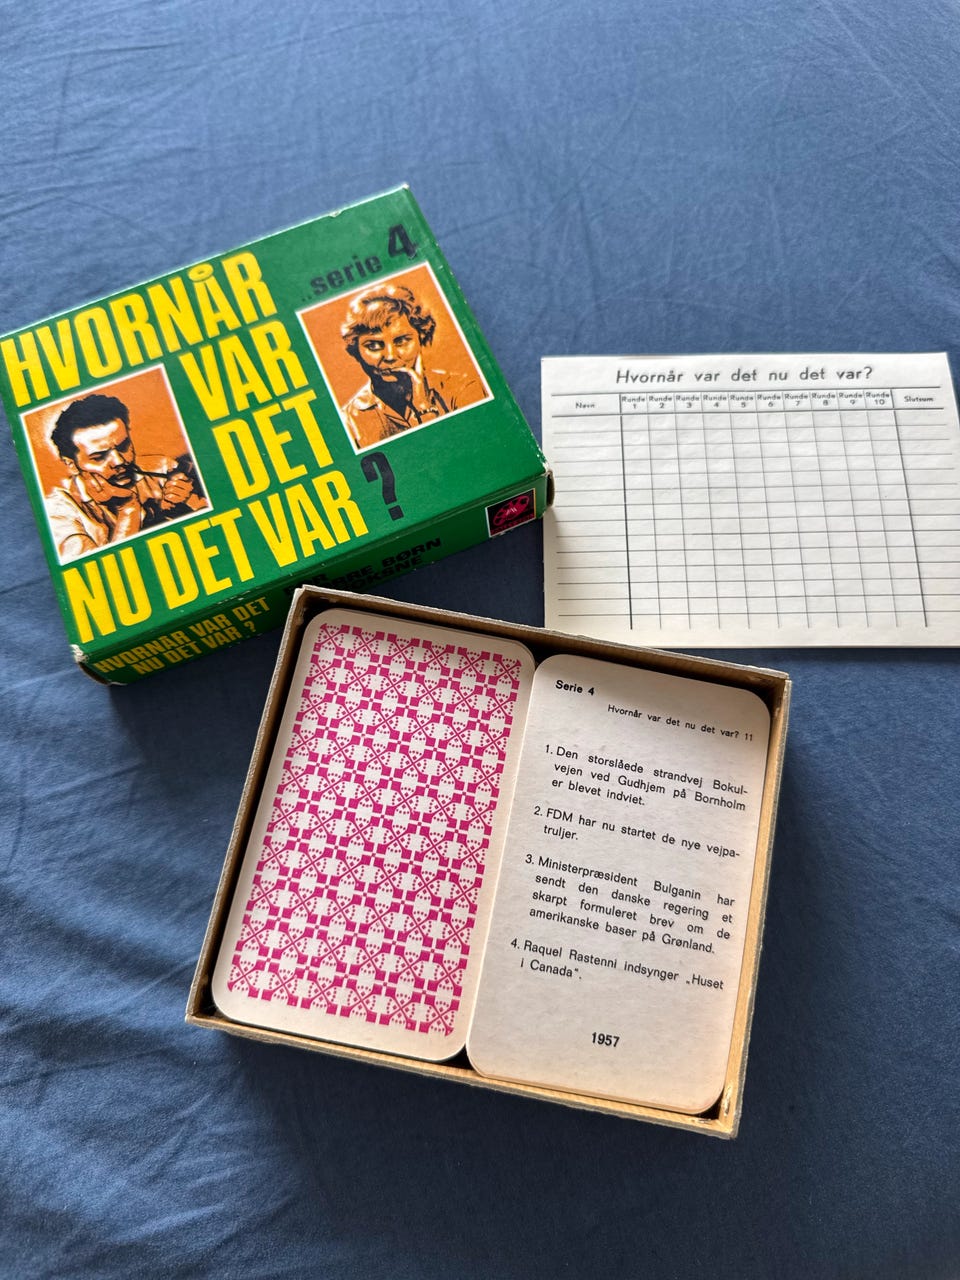 HVORNÅR
VAR
DET
NU DET VAR ?
„serie 4
HVORNÅR VAR DET
NU DET VAR ?
BØRN
Hvornår var det nu det var?
Navn Runde 1 Runde 2 Runde 3 Runde 4 Runde 5 Runde 6 Runde 7 Runde 8 Runde 9 Runde 10 Slutsum
Serie 4
Hvornår var det nu det var? 11
1. Den storslåede strandvej Bokul-
vejen ved Gudhjem på Bornholm
er blevet indviet.
2. FDM har nu startet de nye vejpa-
truljer.
3. Ministerpræsident Bulganin har
sendt den danske regering et
skarpt formuleret brev om de
amerikanske baser på Grønland.
4. Raquel Rastenni indsynger „Huset
i Canada".
1957